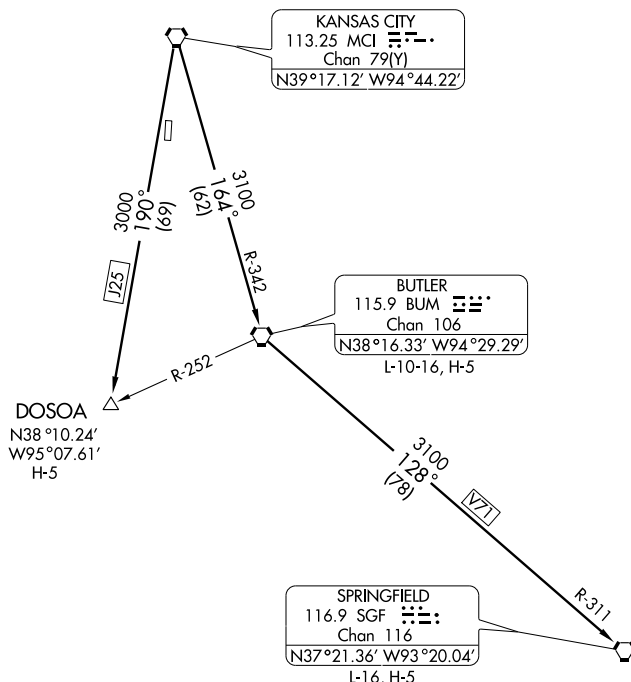 KANSAS CITY
113.25 MCI
Chan 79(Y)
N39°17.12' W94°44.22'
3000
190°
(69)
J25
3100
164°
(62)
R-342
BUTLER
115.9 BUM
Chan 106
N38°16.33' W94°29.29'
L-10-16, H-5
R-252
DOSOA
N38°10.24'
W95°07.61'
H-5
3100
128°
(78)
V71
R-311
SPRINGFIELD
116.9 SGF
Chan 116
N37°21.36' W93°20.04'
L-16, H-5